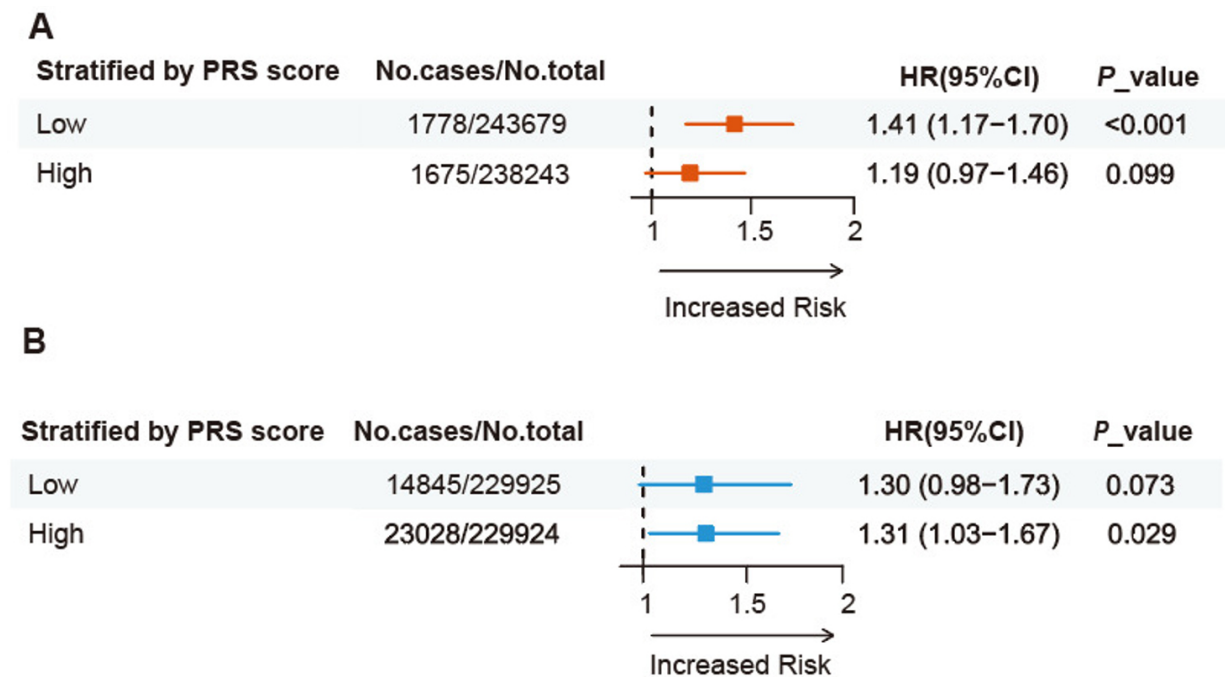 A
Stratified by PRS score No.cases/No.total HR(95%CI) P_value
Low 1778/243679 1.41 (1.17−1.70) <0.001
High 1675/238243 1.19 (0.97−1.46) 0.099
1 1.5 2
Increased Risk
B
Stratified by PRS score No.cases/No.total HR(95%CI) P_value
Low 14845/229925 1.30 (0.98−1.73) 0.073
High 23028/229924 1.31 (1.03−1.67) 0.029
1 1.5 2
Increased Risk